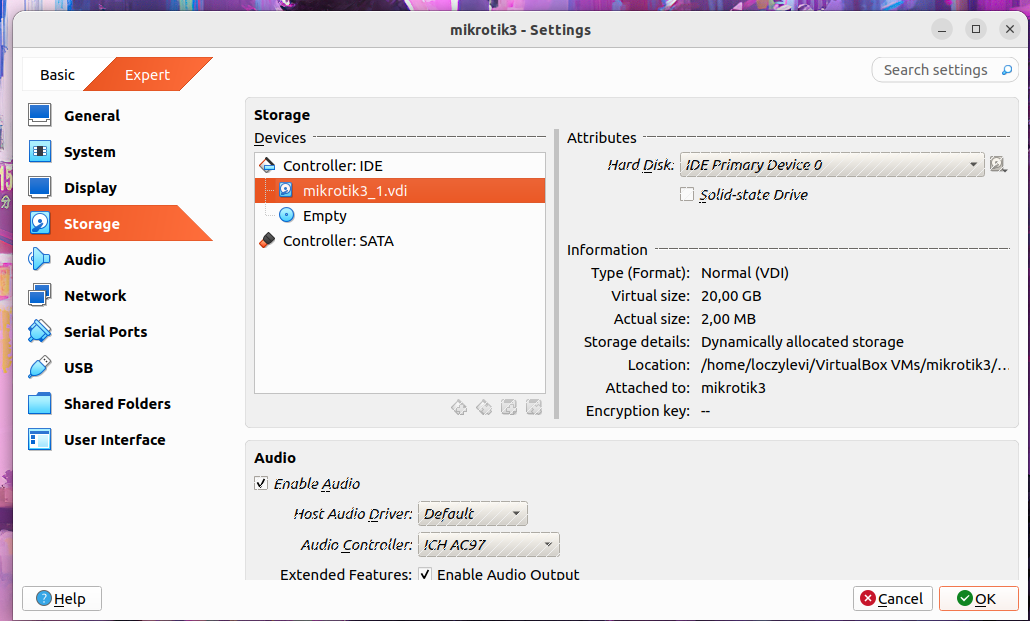 mikrotik3 - Settings
Basic
Expert
Search settings
General
System
Display
Storage
Audio
Network
Serial Ports
USB
Shared Folders
User Interface
Storage
Devices
Controller: IDE
mikrotik3_1.vdi
Empty
Controller: SATA
Attributes
Hard Disk: IDE Primary Device 0
Solid-state Drive
Information
Type (Format): Normal (VDI)
Virtual size: 20,00 GB
Actual size: 2,00 MB
Storage details: Dynamically allocated storage
Location: /home/loczylevi/VirtualBox VMs/mikrotik3/...
Attached to: mikrotik3
Encryption key: --
Audio
Enable Audio
Host Audio Driver: Default
Audio Controller: ICH AC97
Extended Features: Enable Audio Output
Help
Cancel
OK